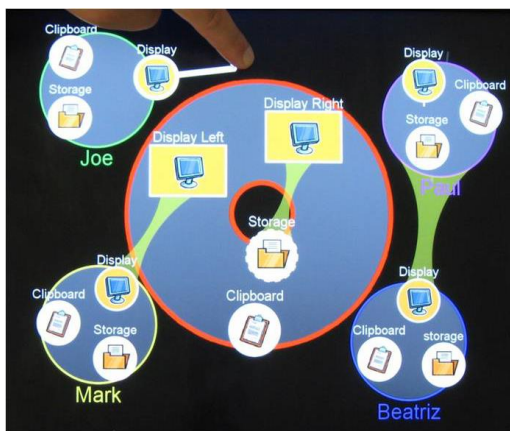 Clipboard
Display
Storage
Joe
Display Right
Display Left
Storage
Clipboard
Display
Clipboard
Storage
Paul
Display
Clipboard
Storage
Mark
Display
Clipboard
storage
Beatriz